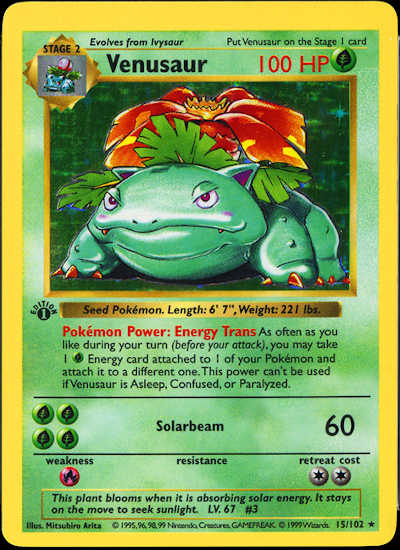 STAGE 2
Evolves from Ivysaur
Put Venusaur on the Stage 1 card
Venusaur
100 HP
Seed Pokémon. Length: 6' 7", Weight: 221 lbs.
EDITION
1
Pokémon Power: Energy Trans As often as you
like during your turn (before your attack), you may take
1 Energy card attached to 1 of your Pokémon and
attach it to a different one. This power can't be used
if Venusaur is Asleep, Confused, or Paralyzed.
Solarbeam
60
weakness
resistance
retreat cost
This plant blooms when it is absorbing solar energy. It stays
on the move to seek sunlight. LV. 67 #3
Illus. Mitsuhiro Arita
© 1995, 96, 98, 99 Nintendo, Creatures, GAMEFREAK. © 1999 Wizards.
15/102 ★